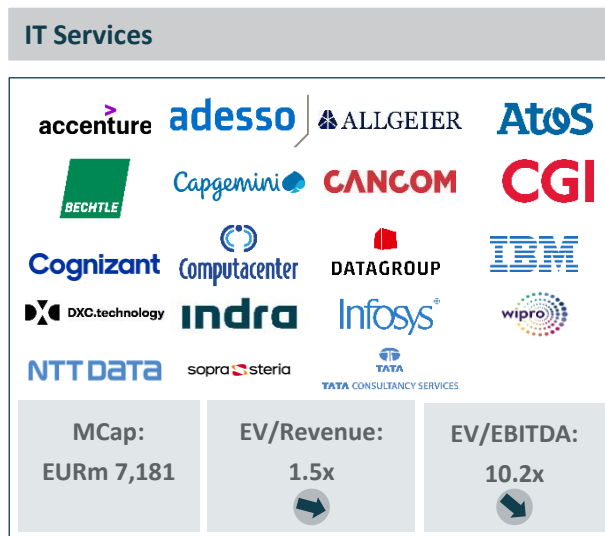 IT Services
accenture adesso ALLGEIER Atos
BECHTLE Capgemini CANCOM CGI
Cognizant Computacenter DATAGROUP IBM
DXC.technology indra Infosys® wipro
NTT DATA sopra steria TATA
TATA CONSULTANCY SERVICES
MCap: EV/Revenue: EV/EBITDA:
EURm 7,181 1.5x 10.2x